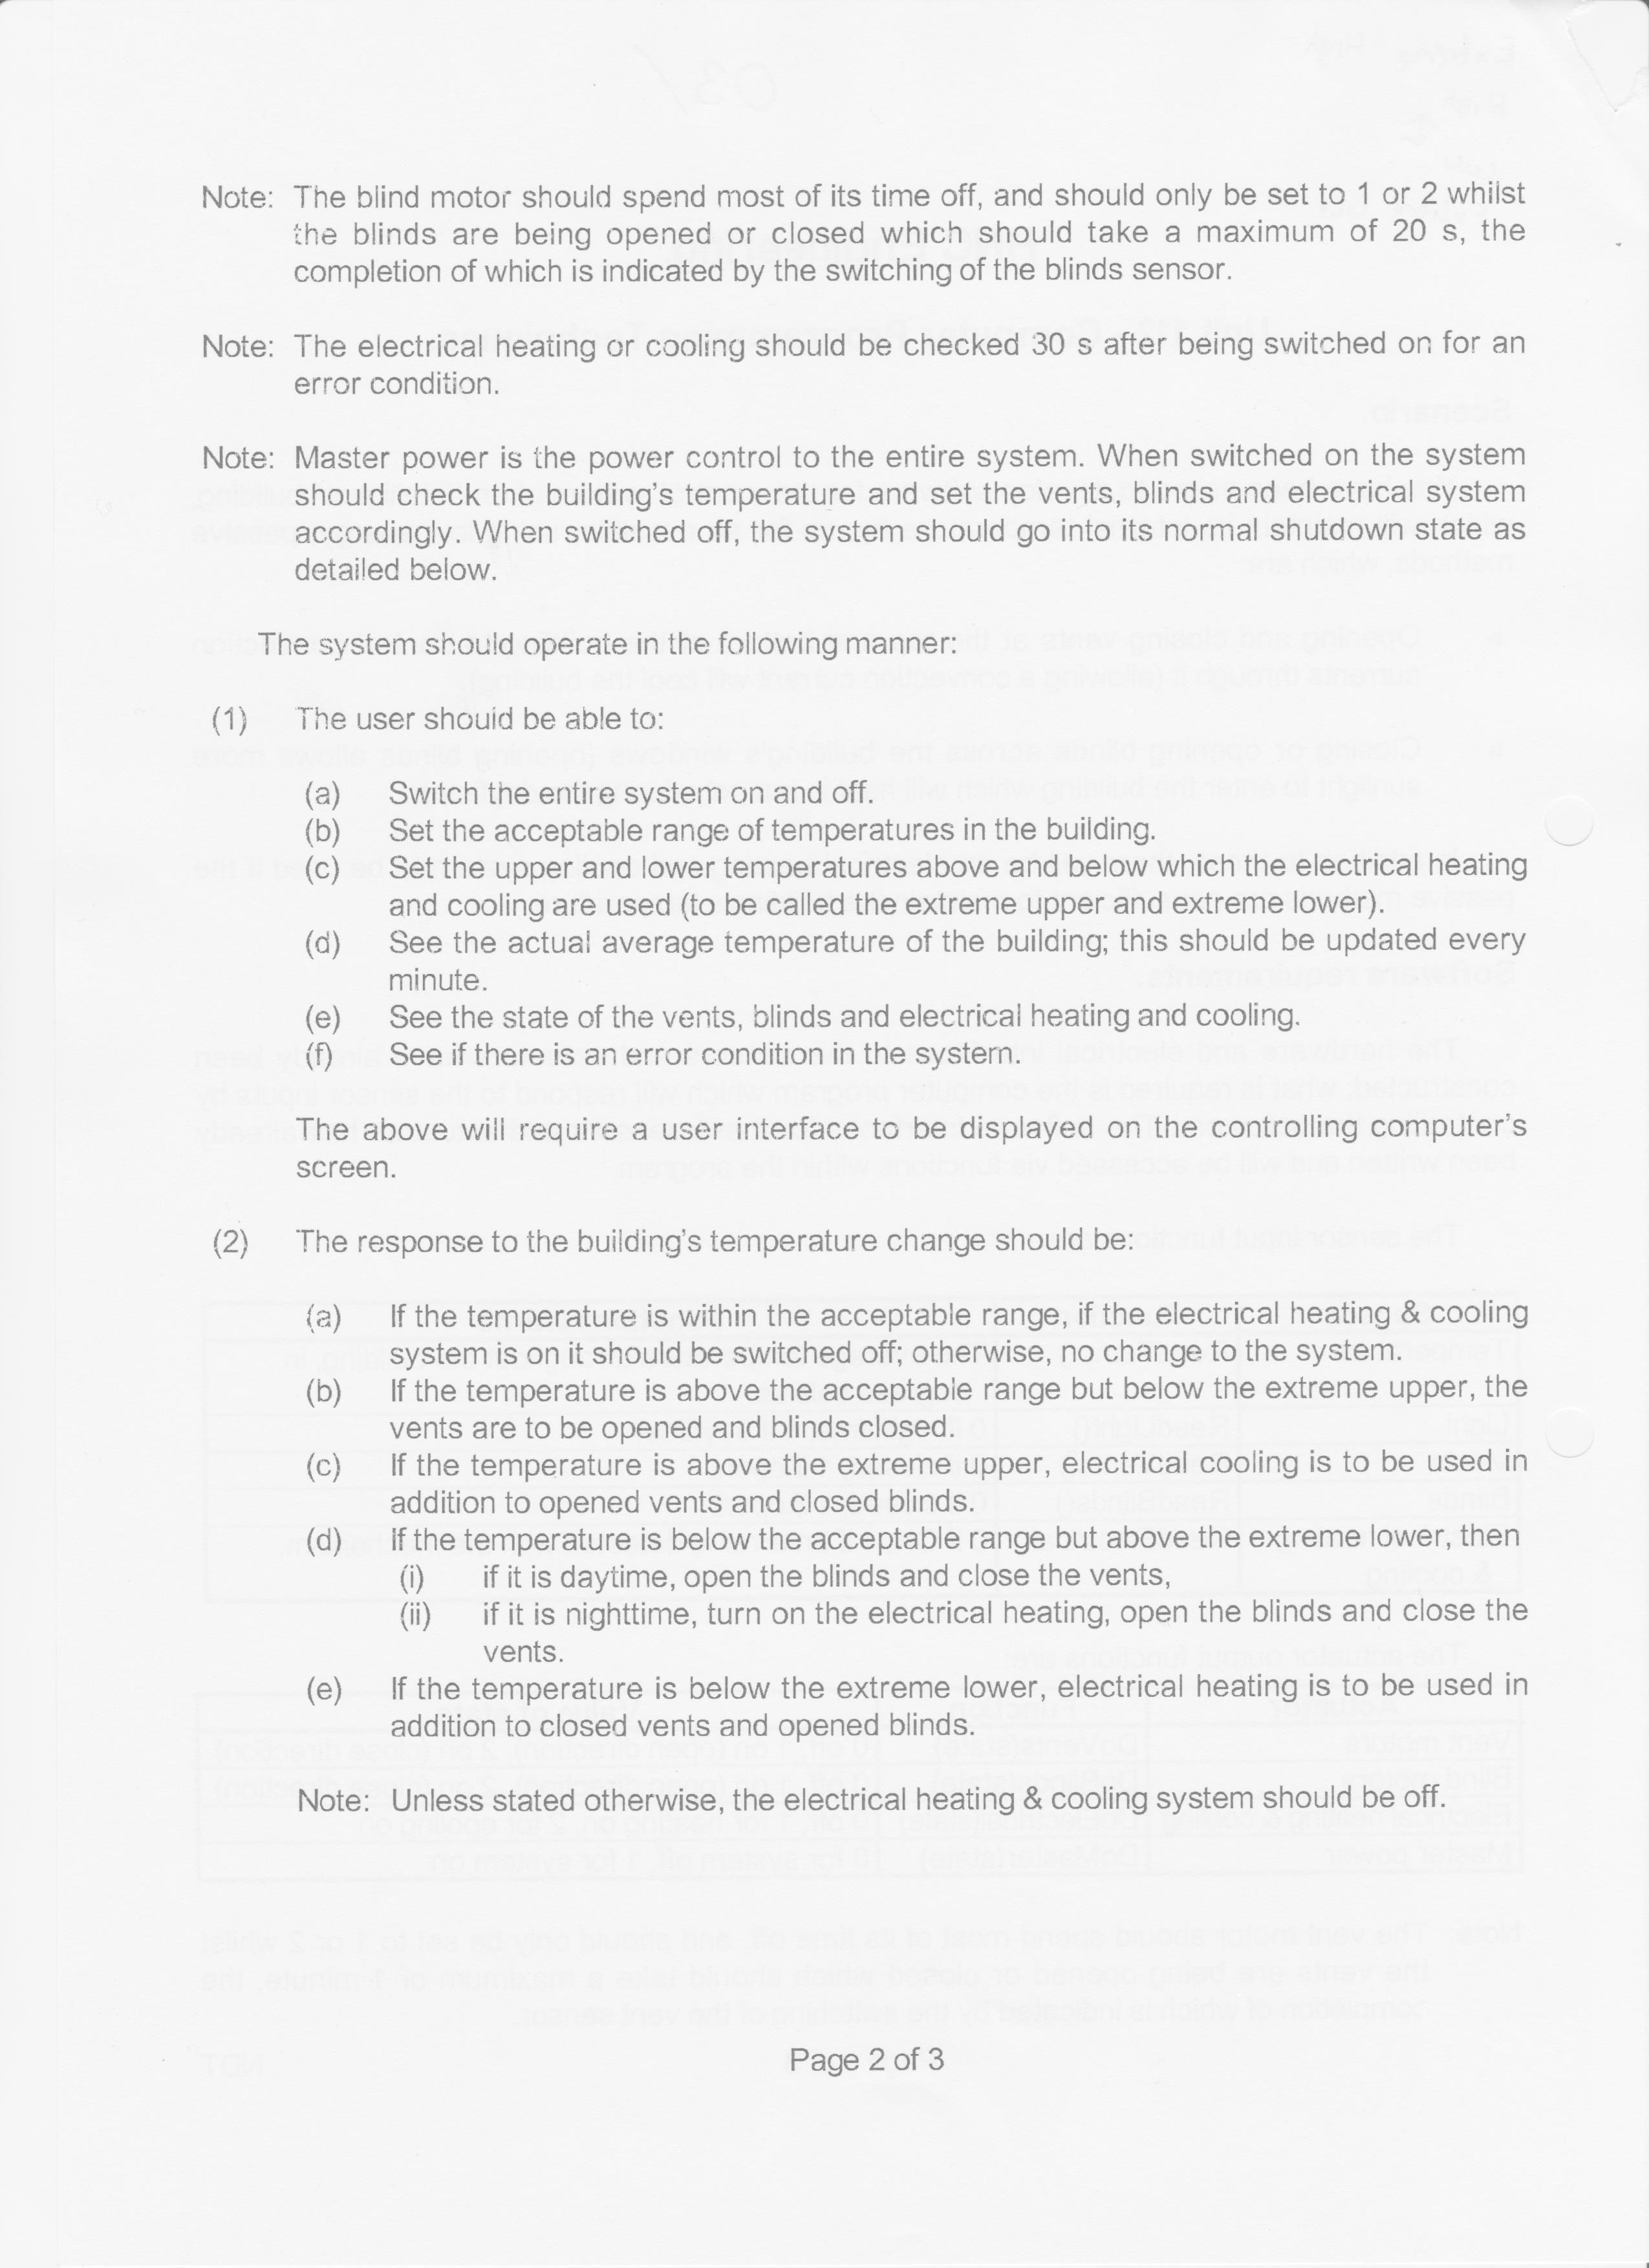 Note: The blind motor should spend most of its time off, and should only be set to 1 or 2 whilst
the blinds are being opened or closed which should take a maximum of 20 s, the
completion of which is indicated by the switching of the blinds sensor.
Note: The electrical heating or cooling should be checked 30 s after being switched on for an
error condition.
Note: Master power is the power control to the entire system. When switched on the system
should check the building's temperature and set the vents, blinds and electrical system
accordingly. When switched off, the system should go into its normal shutdown state as
detailed below.
The system should operate in the following manner:
(1) The user should be able to:
(a) Switch the entire system on and off.
(b) Set the acceptable range of temperatures in the building.
(c) Set the upper and lower temperatures above and below which the electrical heating
and cooling are used (to be called the extreme upper and extreme lower).
(d) See the actual average temperature of the building; this should be updated every
minute.
(e) See the state of the vents, blinds and electrical heating and cooling.
(f) See if there is an error condition in the system.
The above will require a user interface to be displayed on the controlling computer's
screen.
(2) The response to the building's temperature change should be:
(a) If the temperature is within the acceptable range, if the electrical heating & cooling
system is on it should be switched off; otherwise, no change to the system.
(b) If the temperature is above the acceptable range but below the extreme upper, the
vents are to be opened and blinds closed.
(c) If the temperature is above the extreme upper, electrical cooling is to be used in
addition to opened vents and closed blinds.
(d) If the temperature is below the acceptable range but above the extreme lower, then
(i) if it is daytime, open the blinds and close the vents,
(ii) if it is nighttime, turn on the electrical heating, open the blinds and close the
vents.
(e) If the temperature is below the extreme lower, electrical heating is to be used in
addition to closed vents and opened blinds.
Note: Unless stated otherwise, the electrical heating & cooling system should be off.
Page 2 of 3